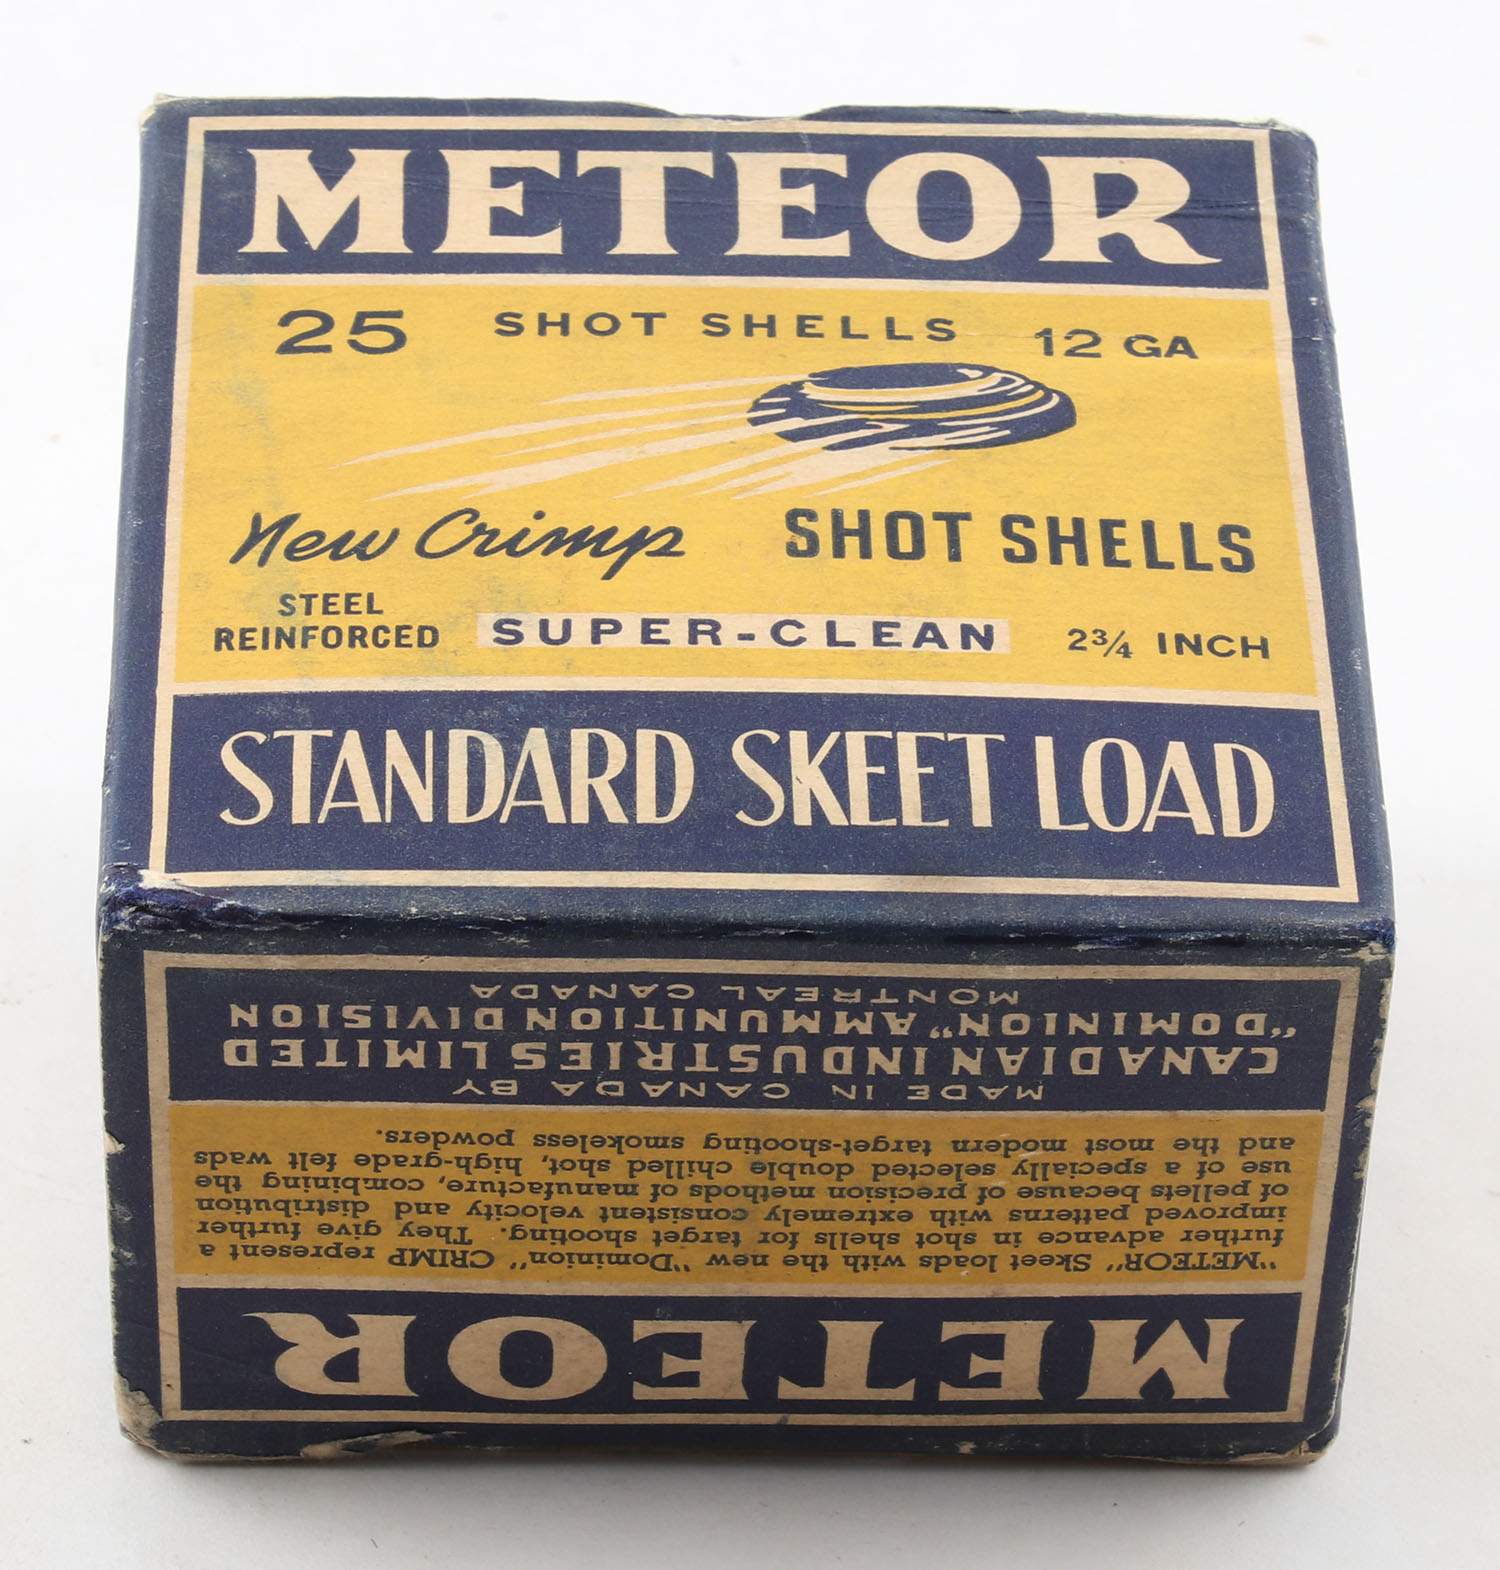 METEOR
25 SHOT SHELLS 12 GA
New Crimp SHOT SHELLS
STEEL
REINFORCED SUPER-CLEAN 2¾ INCH
STANDARD SKEET LOAD
METEOR
"METEOR" Skeet loads with the new "Dominion" CRIMP represent a
further advance in shot shells for target shooting. They give further
improved patterns with extremely consistent velocity and distribution
of pellets because of precision methods of manufacture, combining the
use of a specially selected double chilled shot, high-grade felt wads
and the most modern target-shooting smokeless powders.
MADE IN CANADA BY
CANADIAN INDUSTRIES LIMITED
"DOMINION" AMMUNITION DIVISION
MONTREAL CANADA